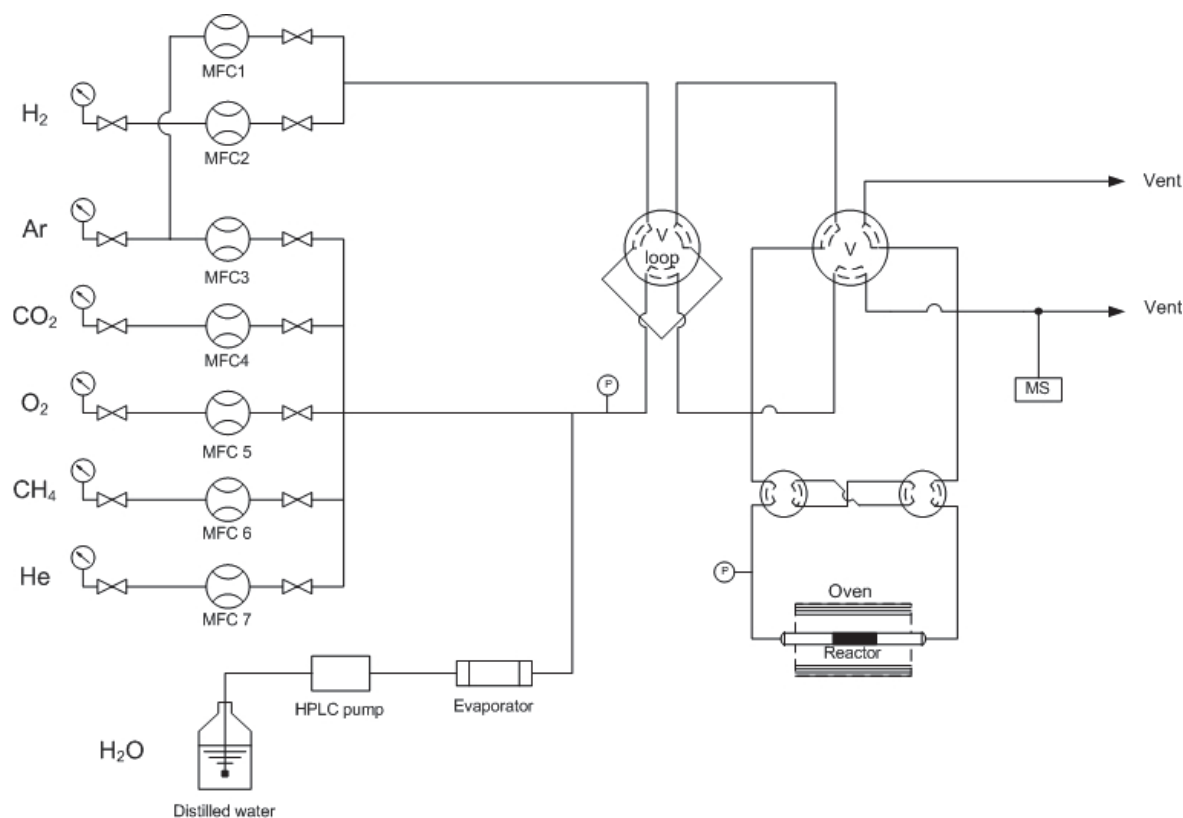 MFC1
H₂
MFC2
Vent
Ar
V
loop
V
MFC3
CO₂
Vent
MFC4
P
MS
O₂
MFC 5
CH₄
MFC 6
P
He
Oven
MFC 7
Reactor
HPLC pump
Evaporator
H₂O
Distilled water